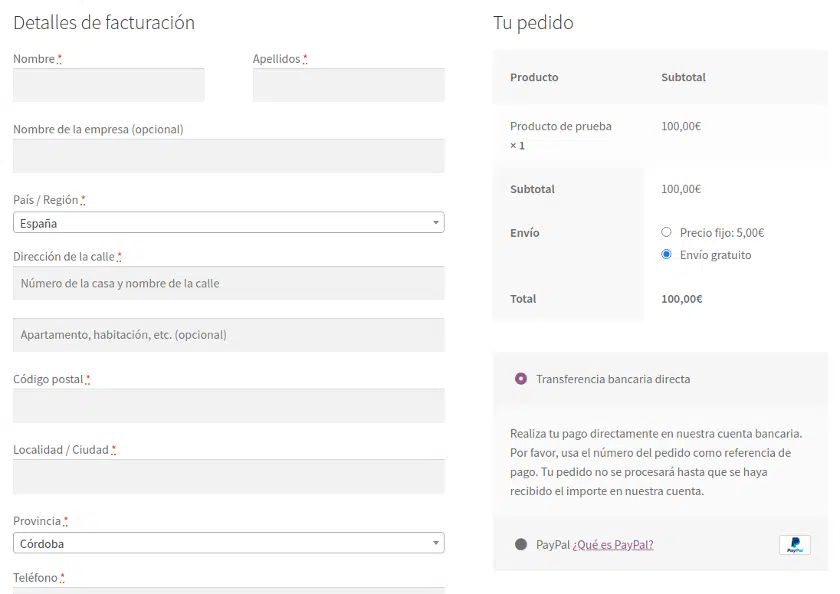 Detalles de facturación
Nombre *
Apellidos *
Nombre de la empresa (opcional)
País / Región *
España
Dirección de la calle *
Número de la casa y nombre de la calle
Apartamento, habitación, etc. (opcional)
Código postal *
Localidad / Ciudad *
Provincia *
Córdoba
Teléfono *
Tu pedido
Producto Subtotal
Producto de prueba 100,00€
× 1
Subtotal 100,00€
Envío Precio fijo: 5,00€
Envío gratuito
Total 100,00€
Transferencia bancaria directa
Realiza tu pago directamente en nuestra cuenta bancaria.
Por favor, usa el número del pedido como referencia de
pago. Tu pedido no se procesará hasta que se haya
recibido el importe en nuestra cuenta.
PayPal ¿Qué es PayPal? PayPal